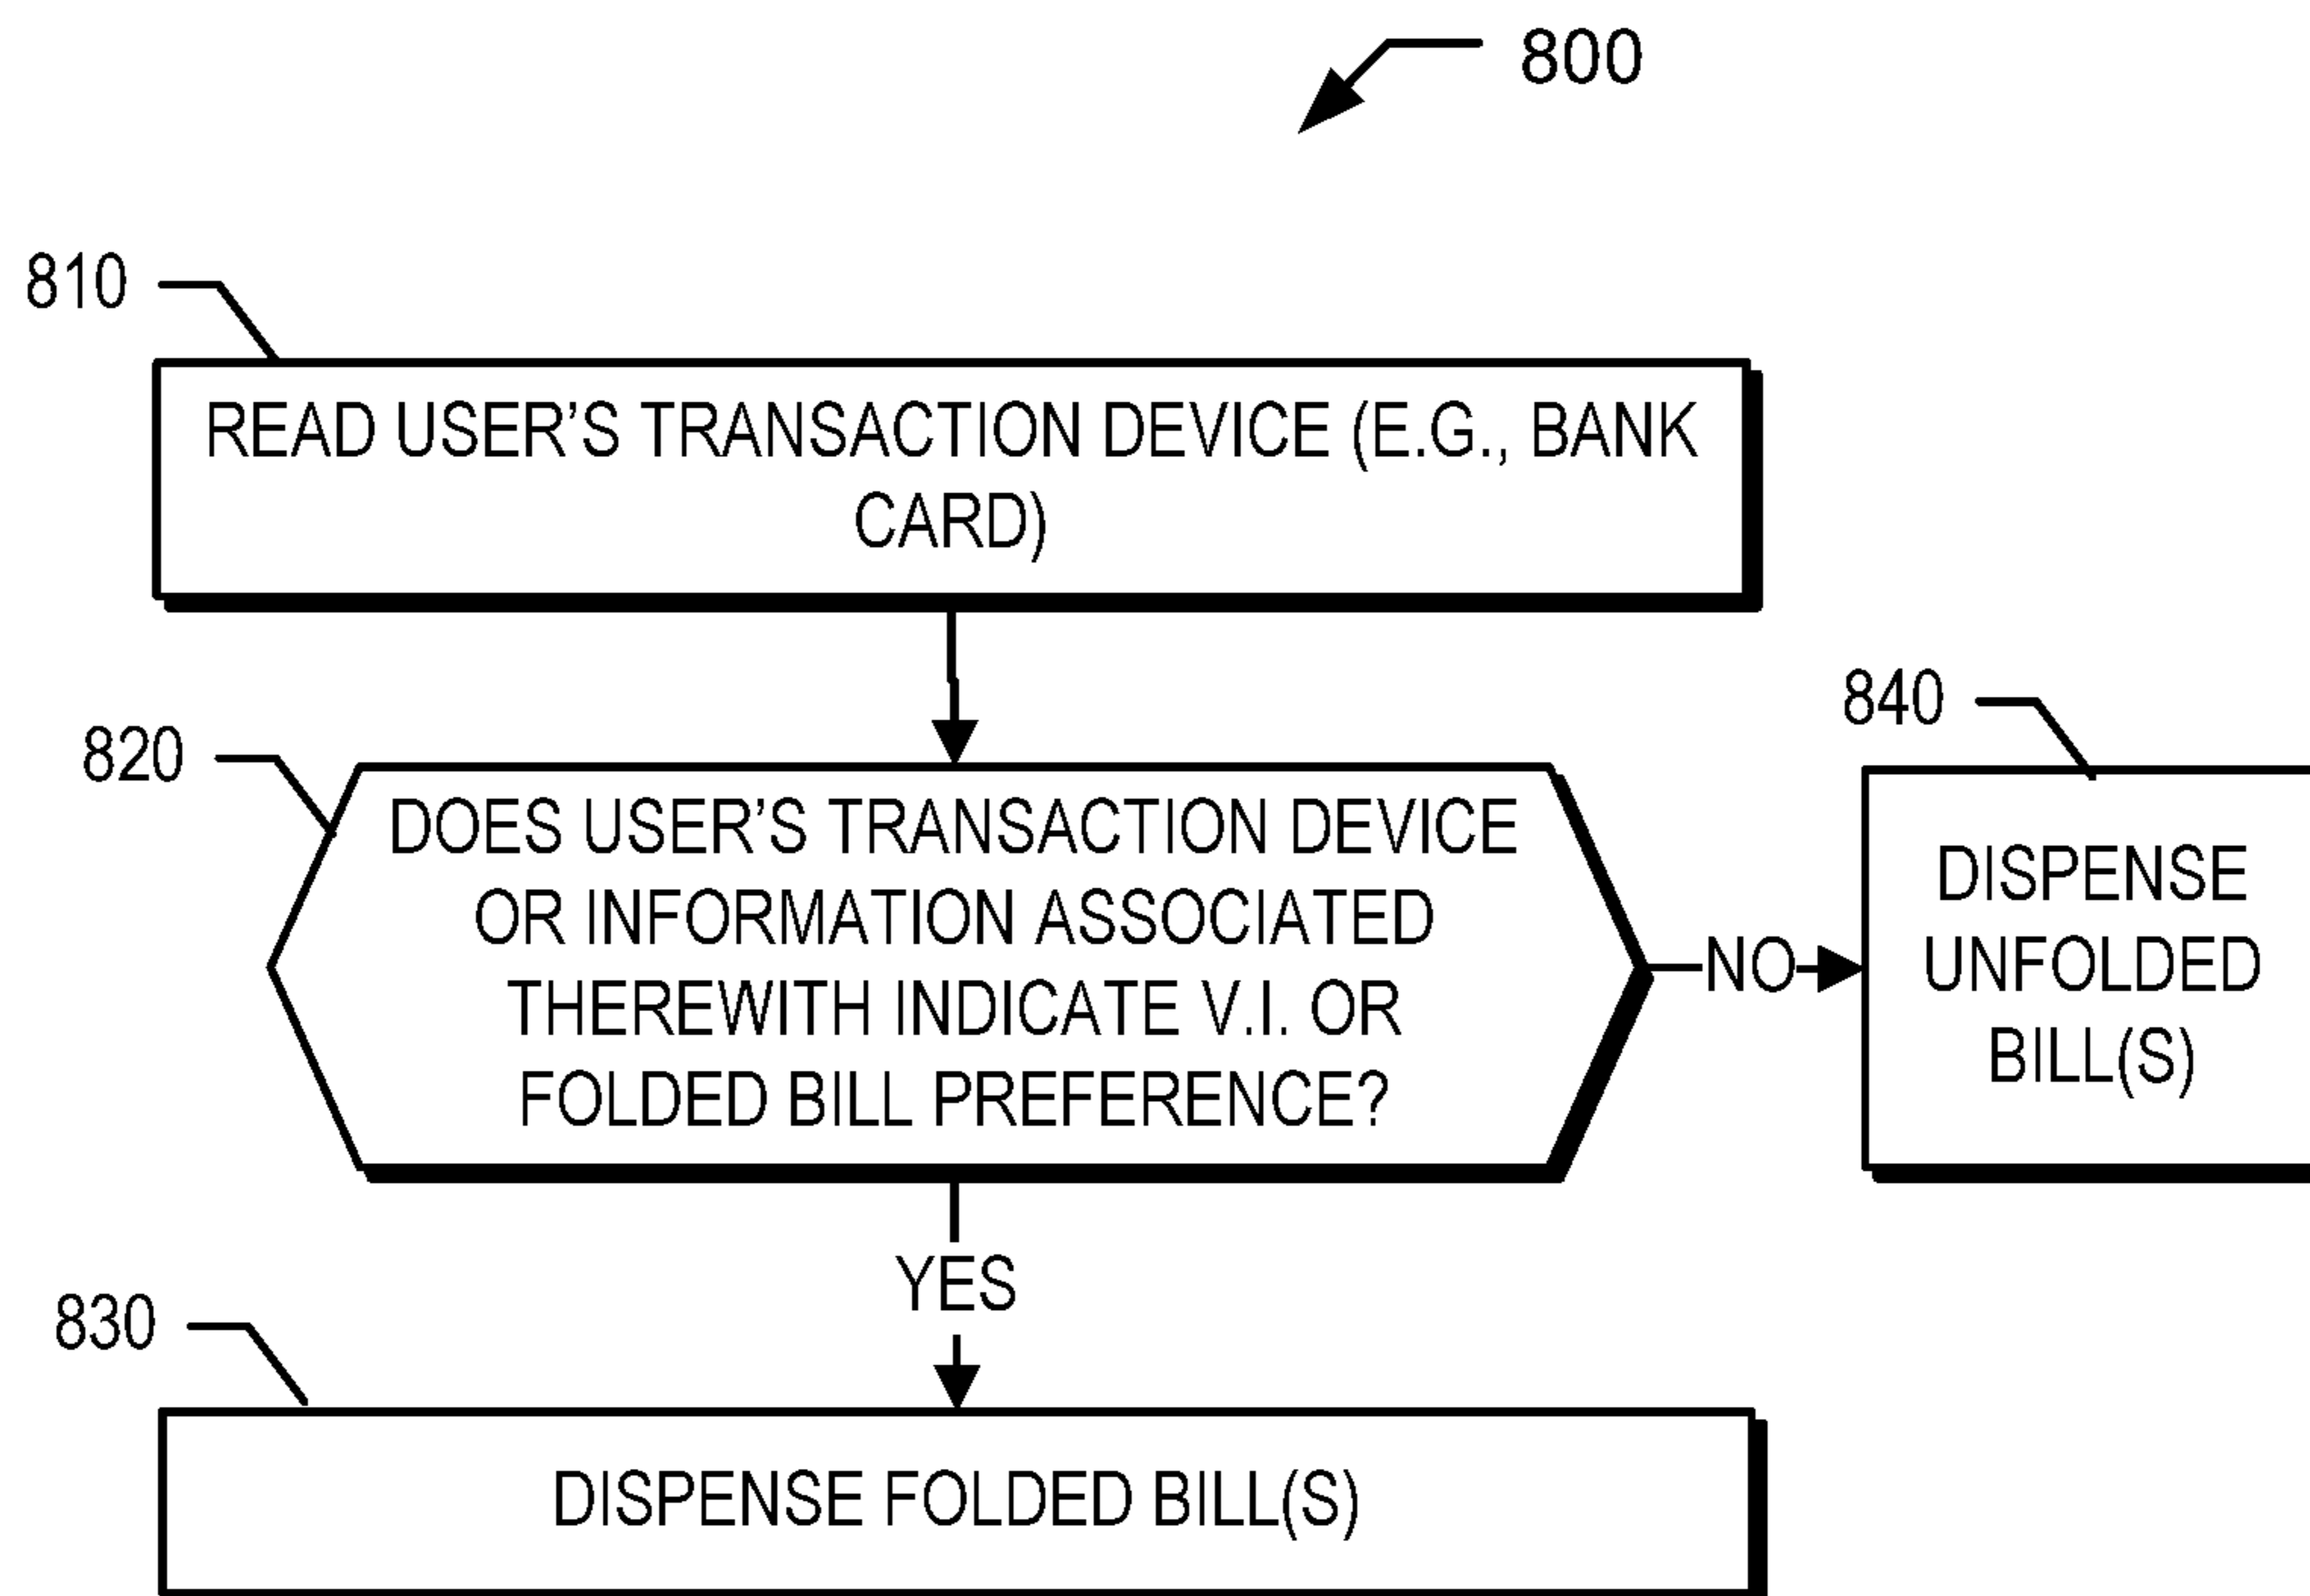 800
810
READ USER'S TRANSACTION DEVICE (E.G., BANK
CARD)
820
DOES USER'S TRANSACTION DEVICE
OR INFORMATION ASSOCIATED
THEREWITH INDICATE V.I. OR
FOLDED BILL PREFERENCE?
NO
840
DISPENSE
UNFOLDED
BILL(S)
YES
830
DISPENSE FOLDED BILL(S)